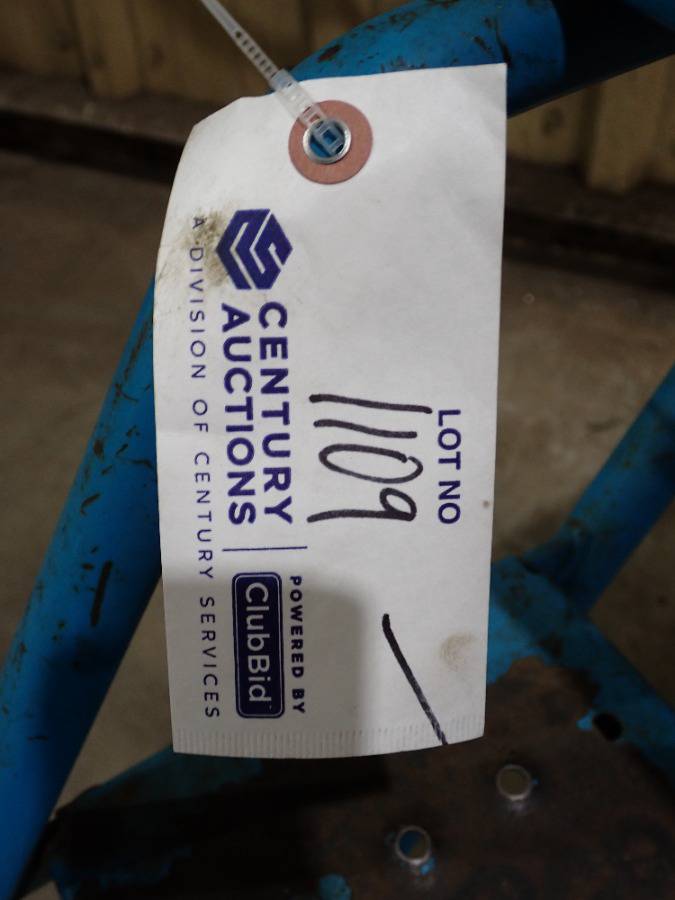 LOT NO
1109
CENTURY
AUCTIONS
POWERED BY
ClubBid
A DIVISION OF CENTURY SERVICES